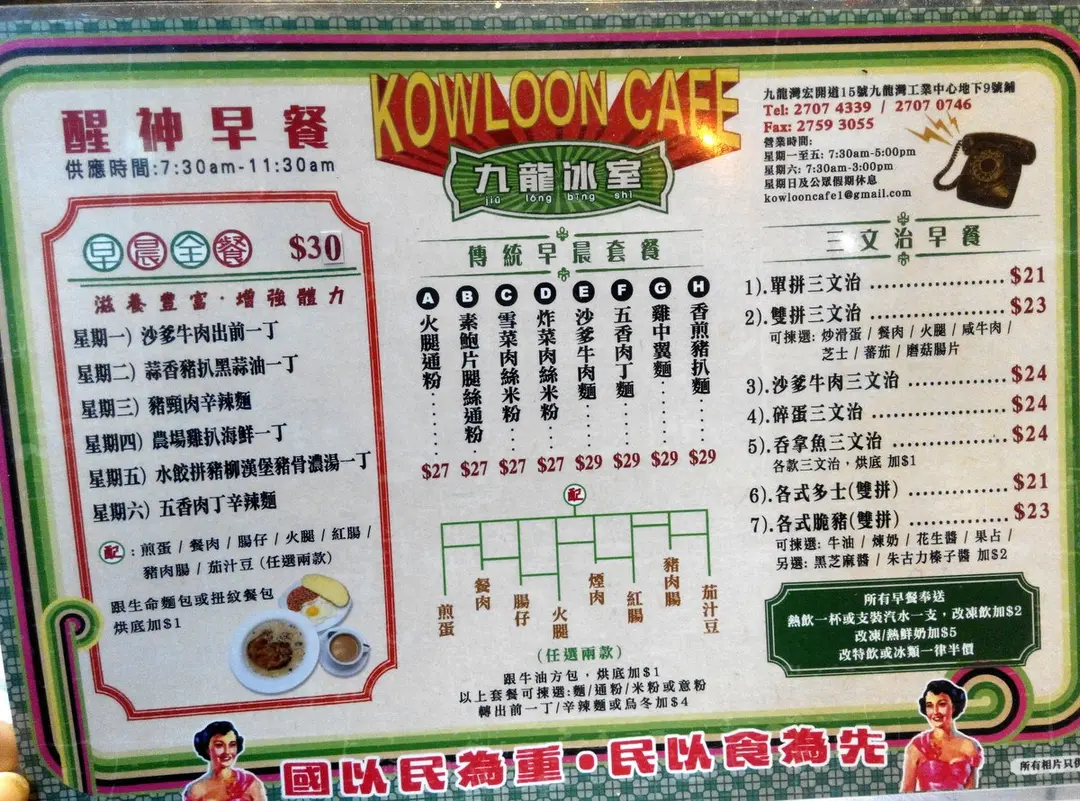 醒神早餐
供應時間:7:30am-11:30am
KOWLOON CAFE
九龍冰室
jiǔ lóng bīng shì
九龍灣宏開道15號九龍灣工業中心地下9號鋪
Tel: 2707 4339 / 2707 0746
Fax: 2759 3055
營業時間:
星期一至五: 7:30am-5:00pm
星期六: 7:30am-3:00pm
星期日及公眾假期休息
kowlooncafe1@gmail.com
早晨全餐 $30
滋養豐富·增強體力
星期一) 沙爹牛肉出前一丁
星期二) 蒜香豬扒黑蒜油一丁
星期三) 豬頸肉辛辣麵
星期四) 農場雞扒海鮮一丁
星期五) 水餃拼豬柳漢堡豬骨濃湯一丁
星期六) 五香肉丁辛辣麵
配: 煎蛋 / 餐肉 / 腸仔 / 火腿 / 紅腸 /
豬肉腸 / 茄汁豆 (任選兩款)
跟生命麵包或扭紋餐包
烘底加$1
傳統早晨套餐
A 火腿通粉 ........ $27
B 素鮑片腿絲通粉 .. $27
C 雪菜肉絲米粉 .... $27
D 炸菜肉絲米粉 .... $27
E 沙爹牛肉麵 ...... $29
F 五香肉丁麵 ...... $29
G 雞中翼麵 ........ $29
H 香煎豬扒麵 ...... $29
配
煎蛋
餐肉
腸仔
火腿
煙肉
紅腸
豬肉腸
茄汁豆
(任選兩款)
跟牛油方包，烘底加$1
以上套餐可揀選:麵/通粉/米粉或意粉
轉出前一丁/辛辣麵或烏冬加$4
三文治早餐
1).單拼三文治 .................. $21
2).雙拼三文治 .................. $23
可揀選: 炒滑蛋 / 餐肉 / 火腿 / 咸牛肉 /
芝士 / 蕃茄 / 蘑菇腸片
3).沙爹牛肉三文治 .............. $24
4).碎蛋三文治 .................. $24
5).吞拿魚三文治 ................ $24
各款三文治，烘底 加$1
6).各式多士(雙拼) .............. $21
7).各式脆豬(雙拼) .............. $23
可揀選: 牛油 / 煉奶 / 花生醬 / 果占 /
另選: 黑芝麻醬 / 朱古力榛子醬 加$2
所有早餐奉送
熱飲一杯或支裝汽水一支，改凍飲加$2
改凍/熱鮮奶加$5
改特飲或冰類一律半價
國以民為重·民以食為先
所有相片只供